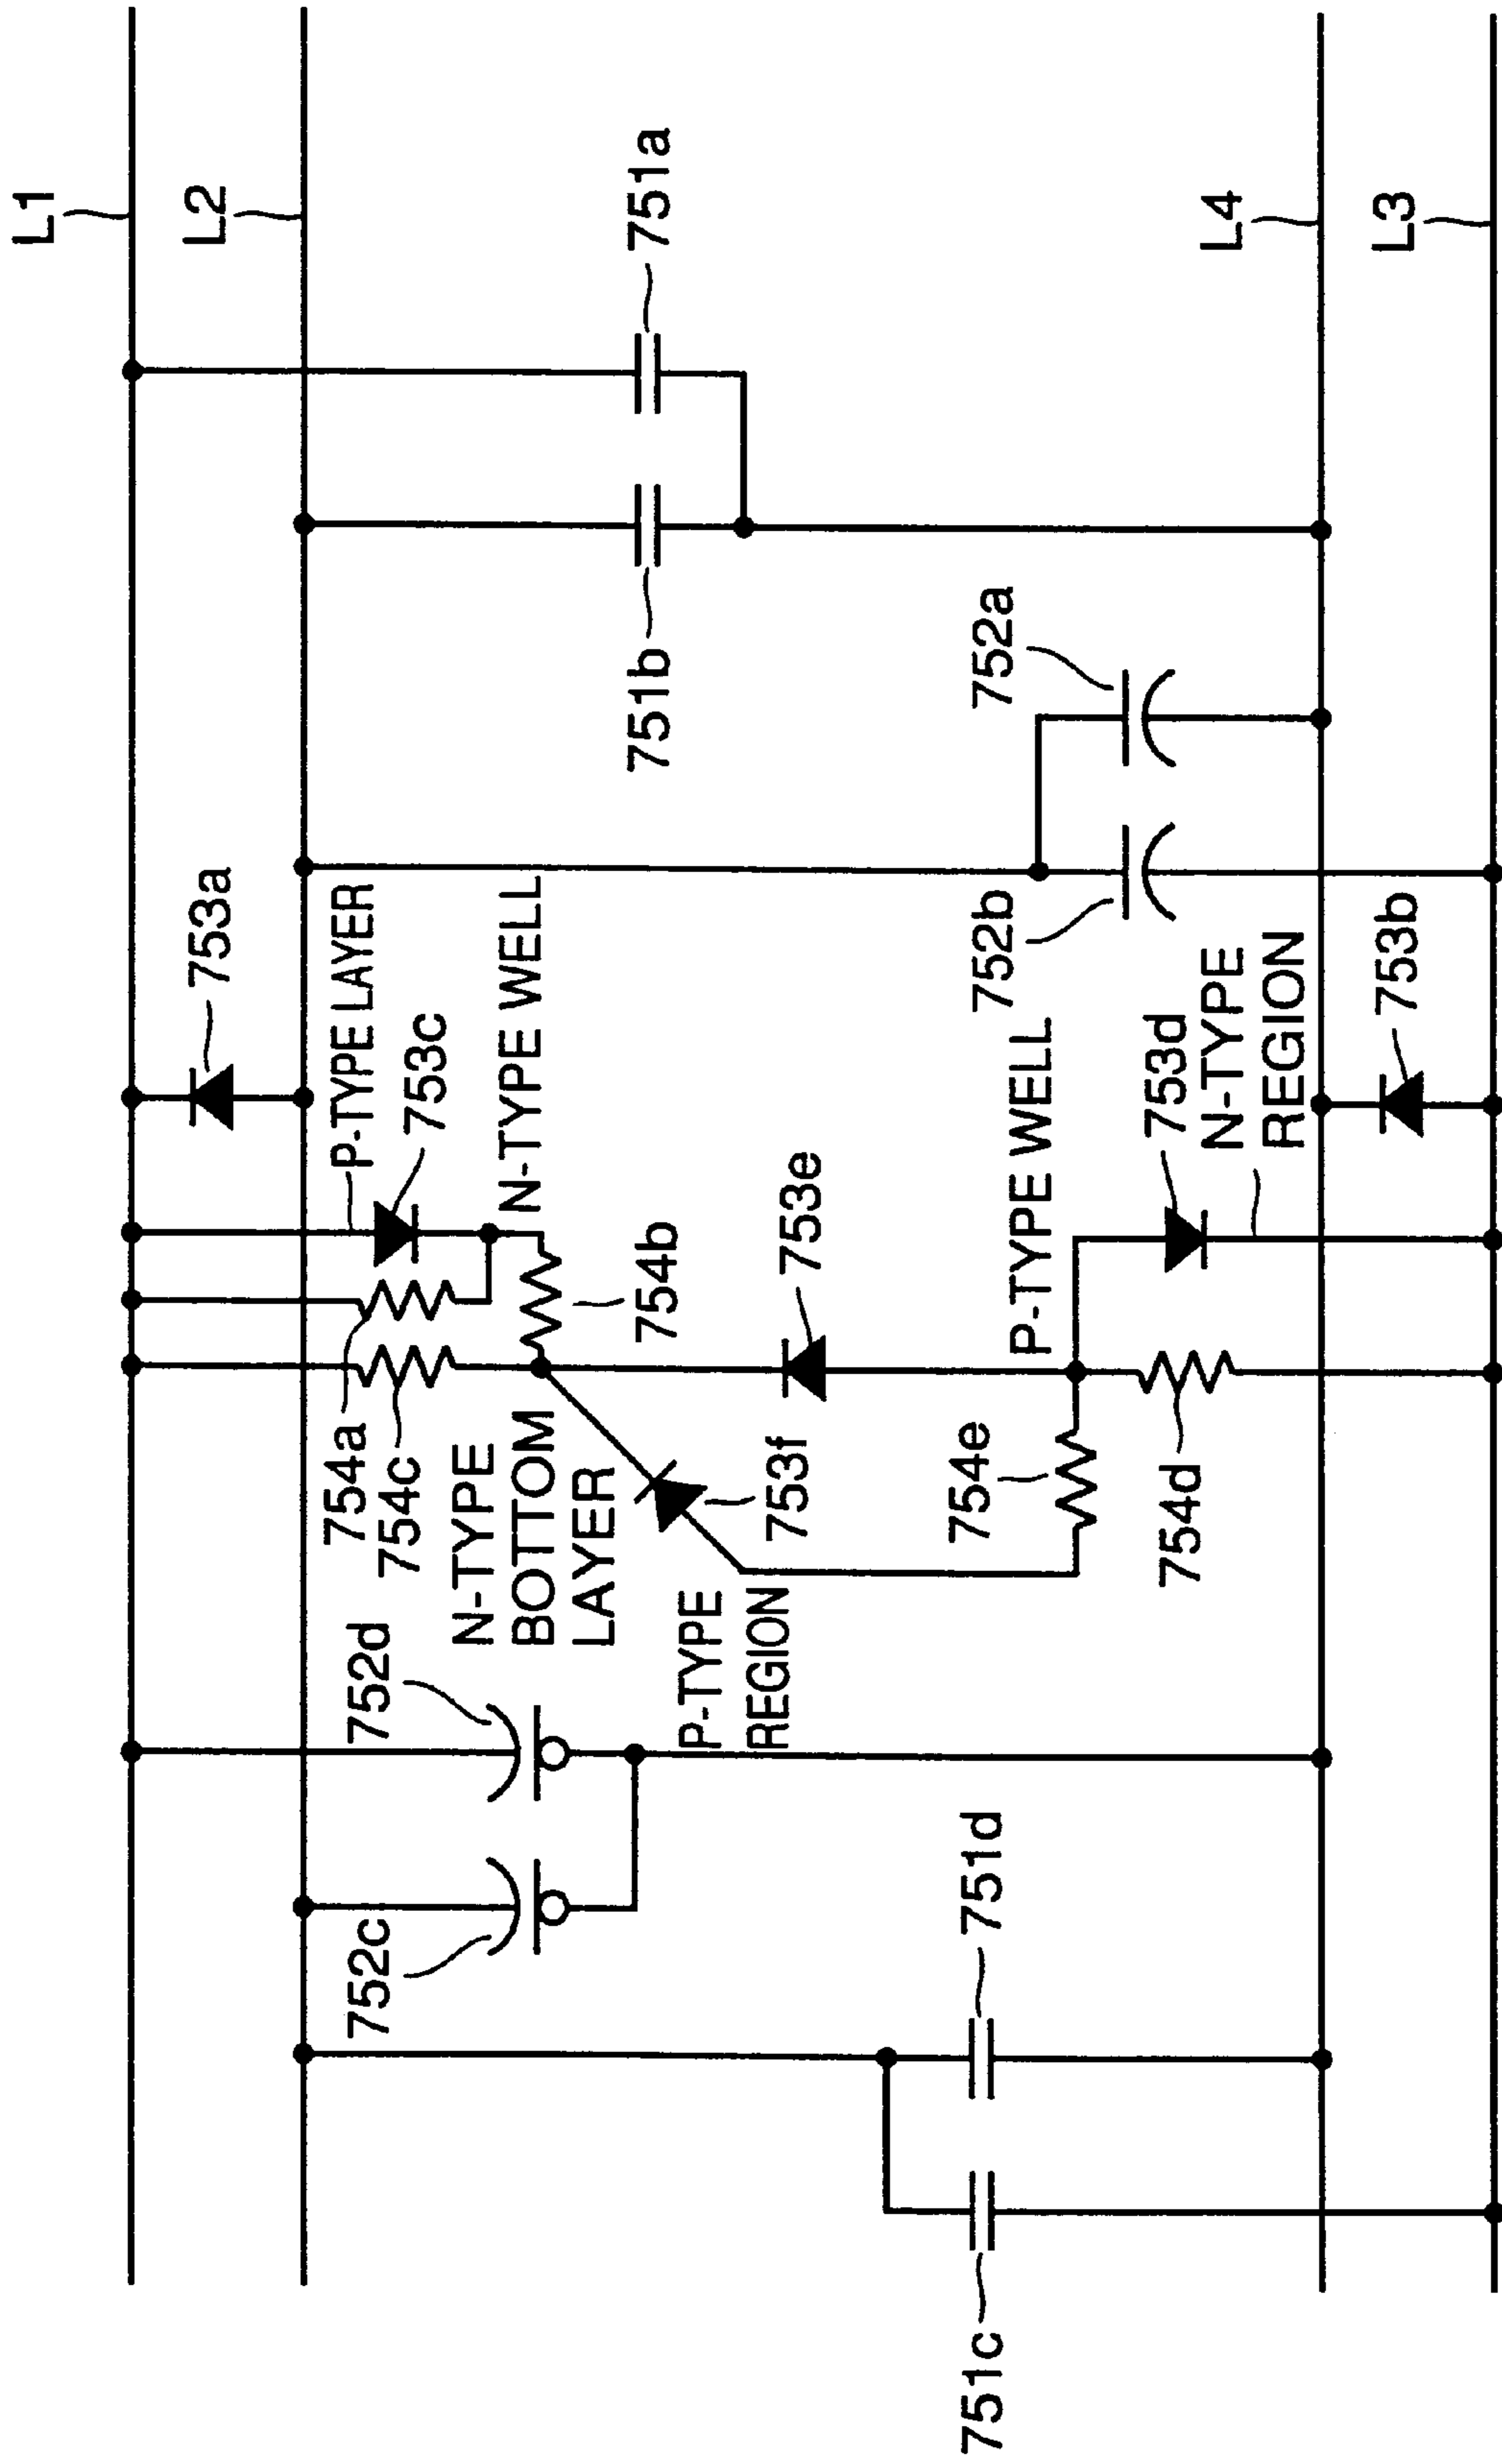 L1
L2
751a
L4
L3
751b
752a
753a
P-TYPE LAYER
753c
N-TYPE WELL
752b
753b
753d
N-TYPE
REGION
P-TYPE WELL
753e
754b
754a
754c
N-TYPE
BOTTOM
LAYER
753f
754e
754d
P-TYPE
REGION
752d
752c
751d
751c